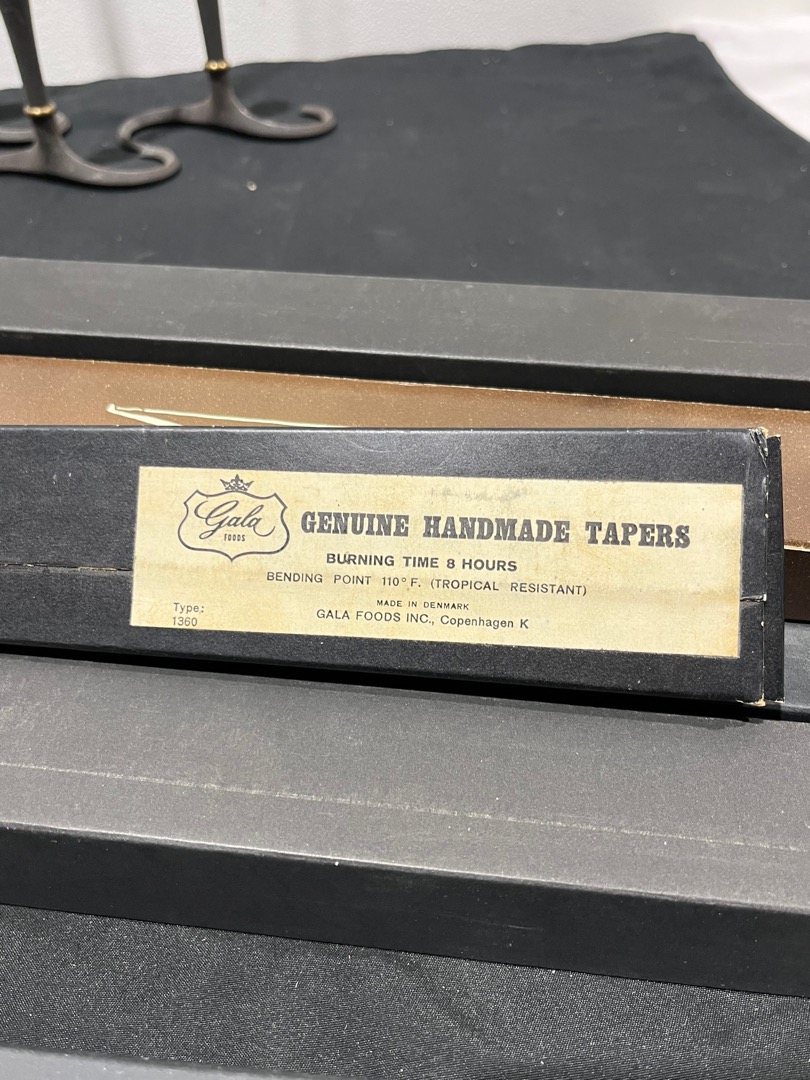 Gala
FOODS
GENUINE HANDMADE TAPERS
BURNING TIME 8 HOURS
BENDING POINT 110° F. (TROPICAL RESISTANT)
MADE IN DENMARK
GALA FOODS INC., Copenhagen K
Type:
1360